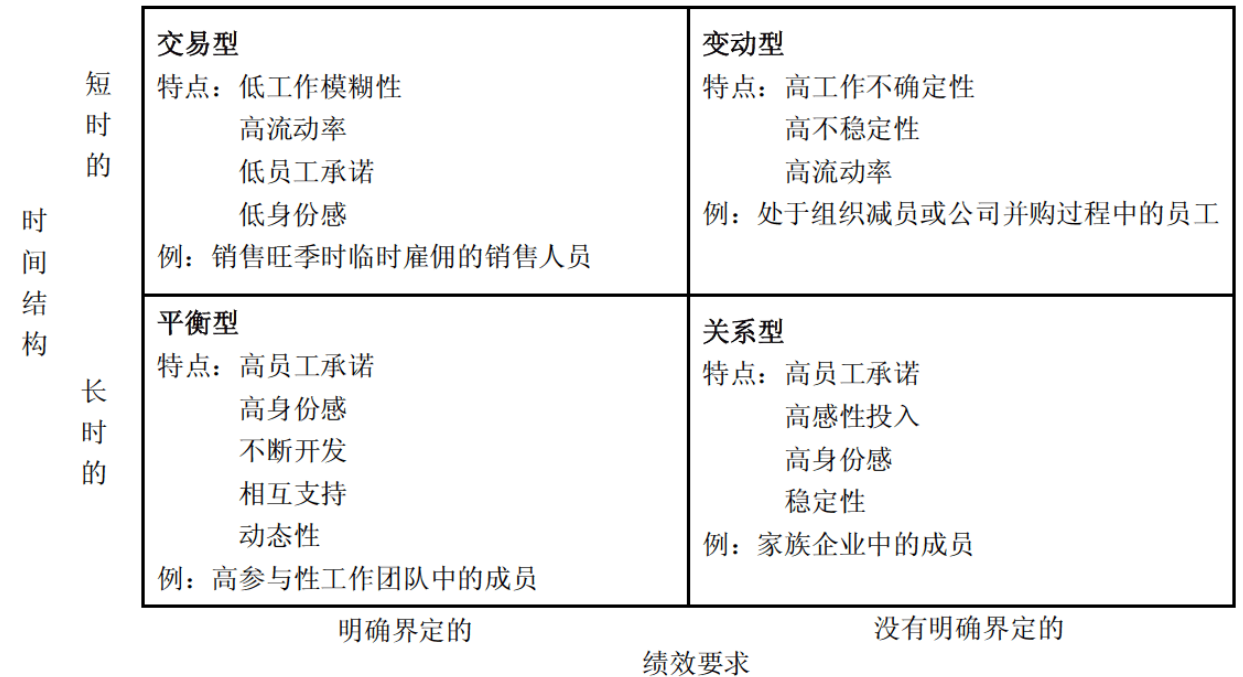 交易型
特点：低工作模糊性
高流动率
低员工承诺
低身份感
例：销售旺季时临时雇佣的销售人员
变动型
特点：高工作不确定性
高不稳定性
高流动率
例：处于组织减员或公司并购过程中的员工
平衡型
特点：高员工承诺
高身份感
不断开发
相互支持
动态性
例：高参与性工作团队中的成员
关系型
特点：高员工承诺
高感性投入
高身份感
稳定性
例：家族企业中的成员
时间结构
短时的
长时的
明确界定的
没有明确界定的
绩效要求